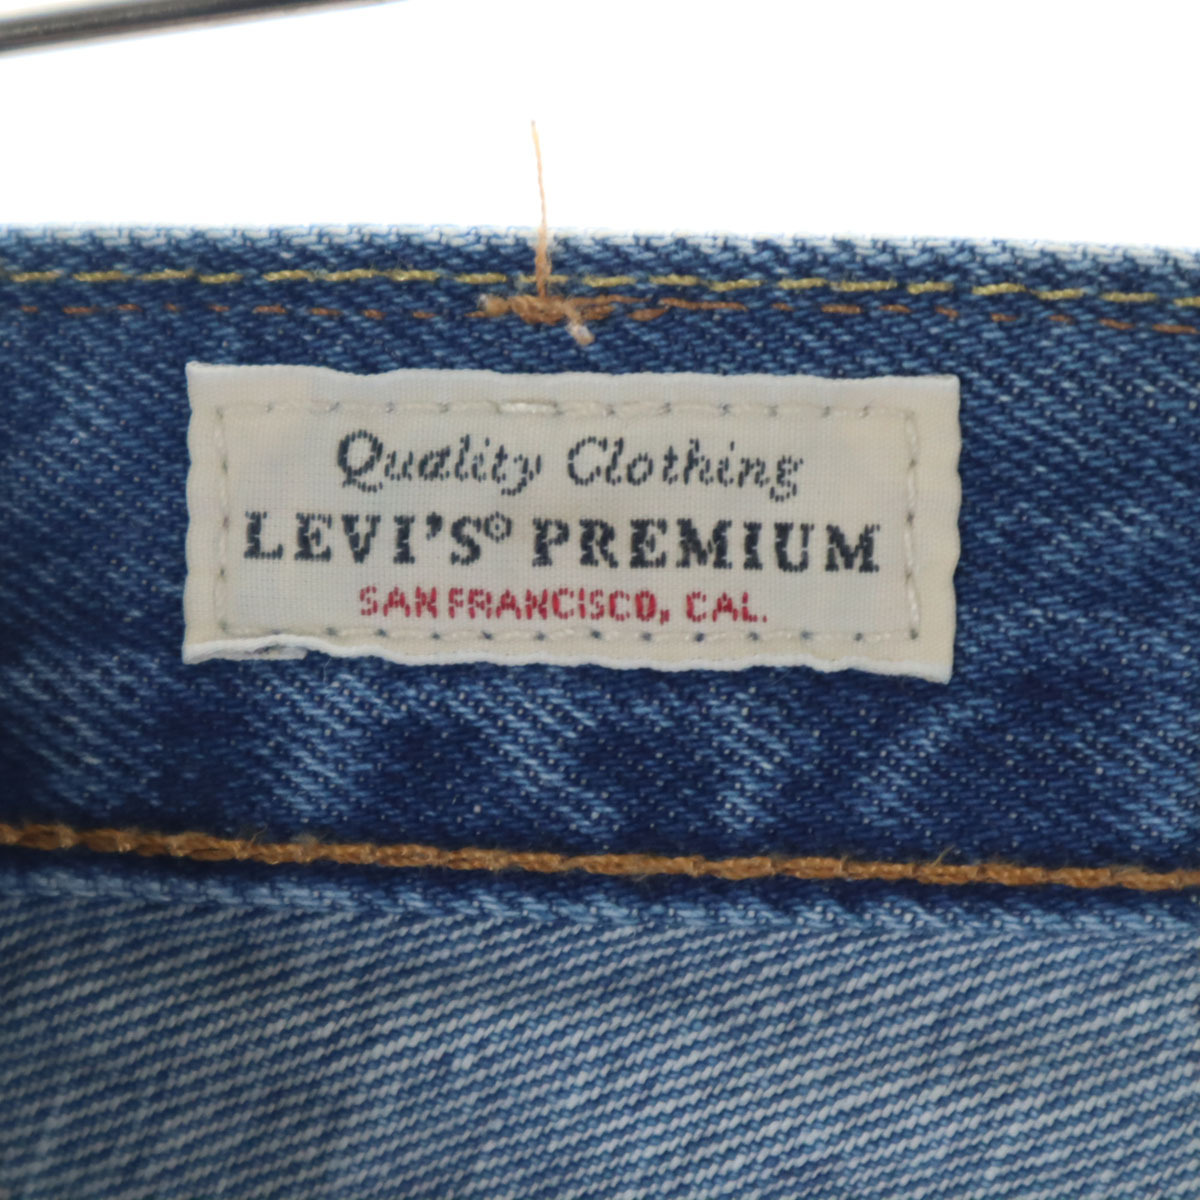 Quality Clothing
LEVI'S® PREMIUM
SAN FRANCISCO, CAL.